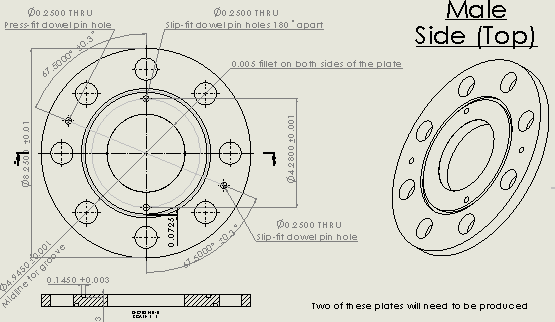 Ø0.2500 THRU
Press-fit dowel pin hole
Ø0.2500 THRU
Slip-fit dowel pin holes 180° apart
Male
Side (Top)
67.5000° ±0.3°
0.005 fillet on both sides of the plate
Ø8.2500 ±0.01
Ø4.2800 ±0.001
Ø0.2500 THRU
Slip-fit dowel pin hole
0.0725
67.5000° ±0.3°
Ø4.9450 ±0.001
Midline for groove
0.1450 ±0.003
Two of these plates will need to be produced